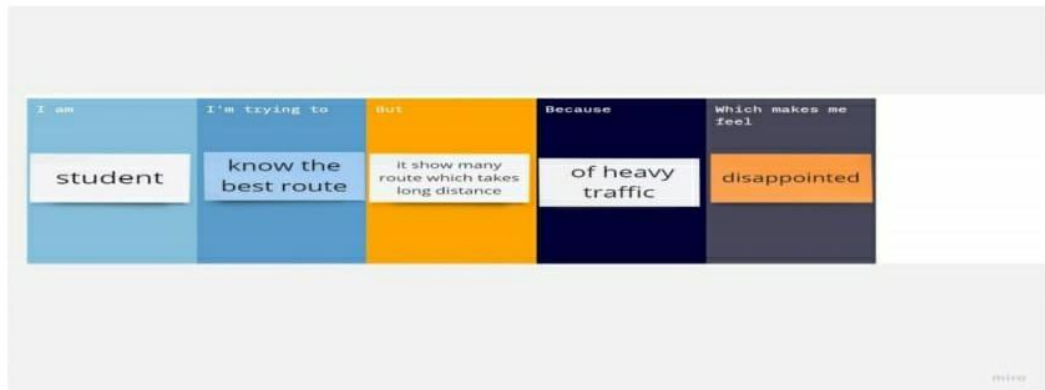 I am
student
I'm trying to
know the
best route
But
it show many
route which takes
long distance
Because
of heavy
traffic
Which makes me
feel
disappointed
miro